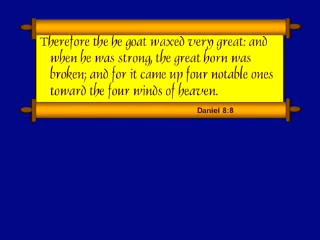 Therefore the he goat waxed very great: and
when he was strong, the great horn was
broken; and for it came up four notable ones
toward the four winds of heaven.
Daniel 8:8